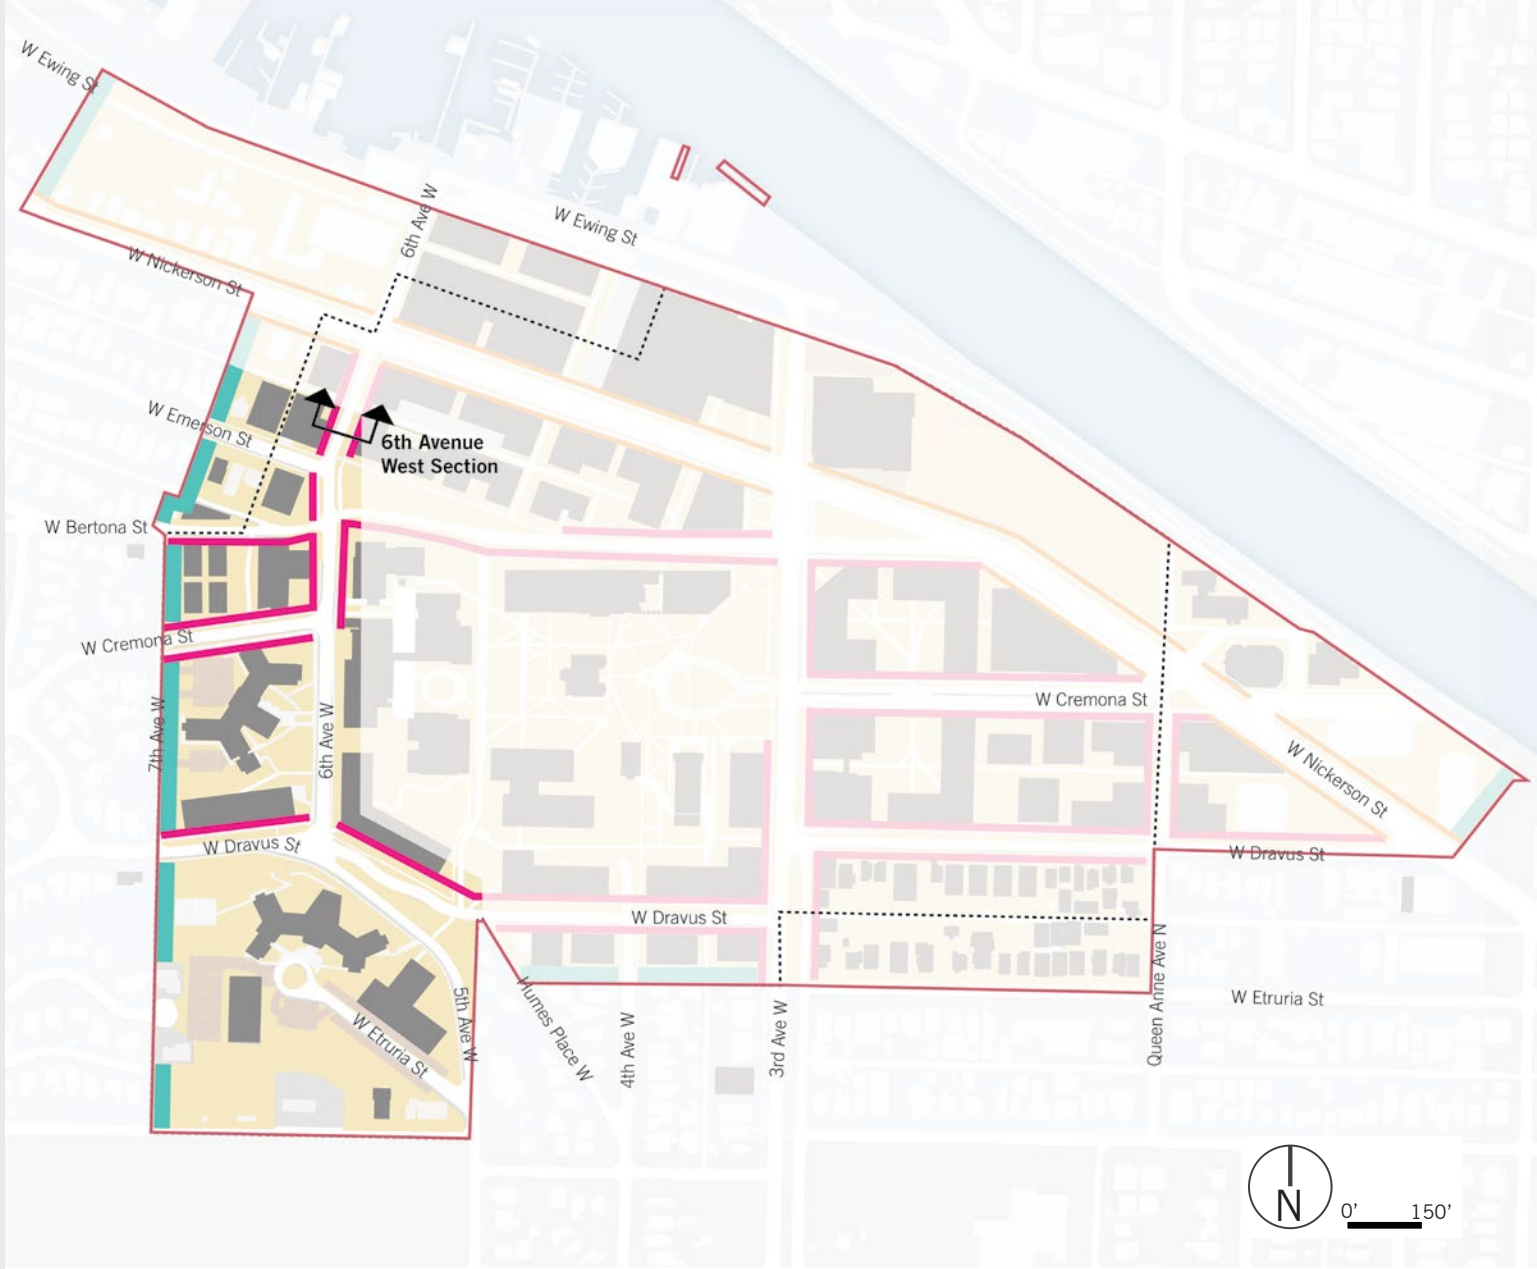 W Ewing St
6th Ave W
W Ewing St
W Nickerson St
W Emerson St
6th Avenue
West Section
W Bertona St
W Cremona St
W Cremona St
7th Ave W
6th Ave W
W Nickerson St
W Dravus St
W Dravus St
W Dravus St
5th Ave W
Humes Place W
4th Ave W
3rd Ave W
Queen Anne Ave N
W Etruria St
W Etruria St
N
0' 150'